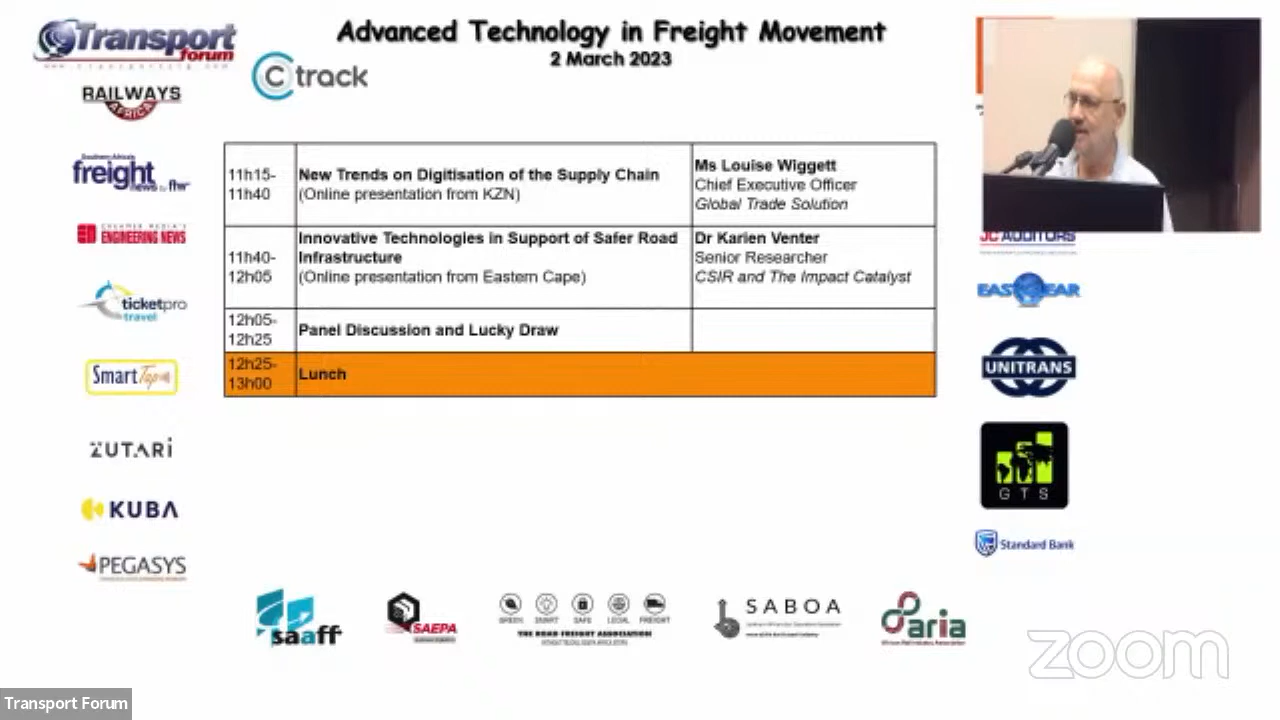 Transport
forum
Advanced Technology in Freight Movement
2 March 2023
Ctrack
RAILWAYS
AFRICA
freight
news by ftw
ENGINEERING NEWS
ticketpro
travel
SmartTap
ZUTARI
KUBA
PEGASYS
11h15-
11h40
New Trends on Digitisation of the Supply Chain
(Online presentation from KZN)
Ms Louise Wiggett
Chief Executive Officer
Global Trade Solution
11h40-
12h05
Innovative Technologies in Support of Safer Road
Infrastructure
(Online presentation from Eastern Cape)
Dr Karien Venter
Senior Researcher
CSIR and The Impact Catalyst
12h05-
12h25
Panel Discussion and Lucky Draw
12h25-
13h00
Lunch
JC AUDITORS
UNITRANS
GTS
Standard Bank
saaff
SAEPA
GREEN SMART SAFE LEGAL FREIGHT
THE ROAD FREIGHT ASSOCIATION
SABOA
aria
zoom
Transport Forum